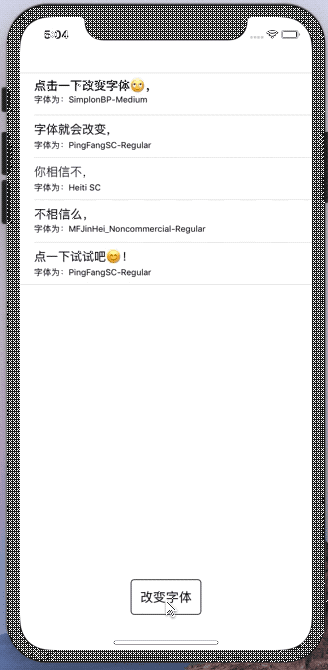 5:04
点击一下改变字体🙄，
字体为：SimplonBP-Medium
字体就会改变，
字体为：PingFangSC-Regular
你相信不，
字体为：Heiti SC
不相信么，
字体为：MFJinHei_Noncommercial-Regular
点一下试试吧😊！
字体为：PingFangSC-Regular
改变字体